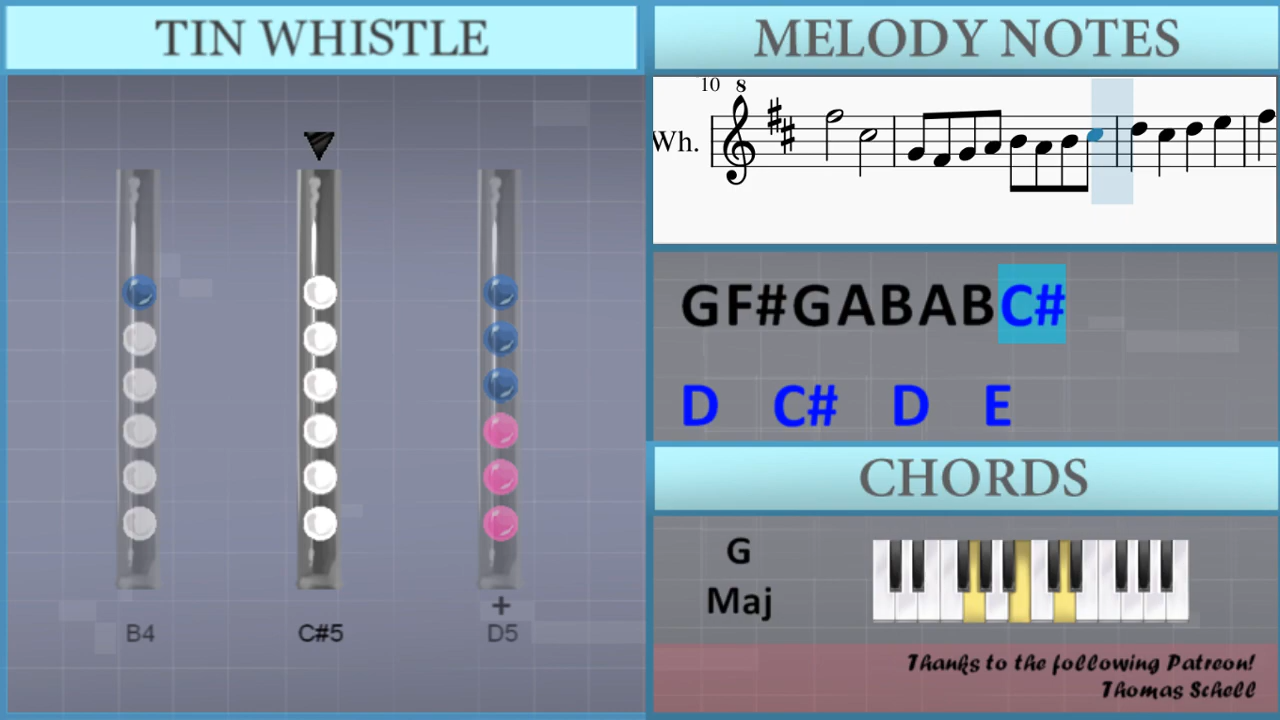 TIN WHISTLE
B4
C#5
+
D5
MELODY NOTES
10 8
Wh.
GF#GABABC#
D C# D E
CHORDS
G
Maj
Thanks to the following Patreon!
Thomas Schell